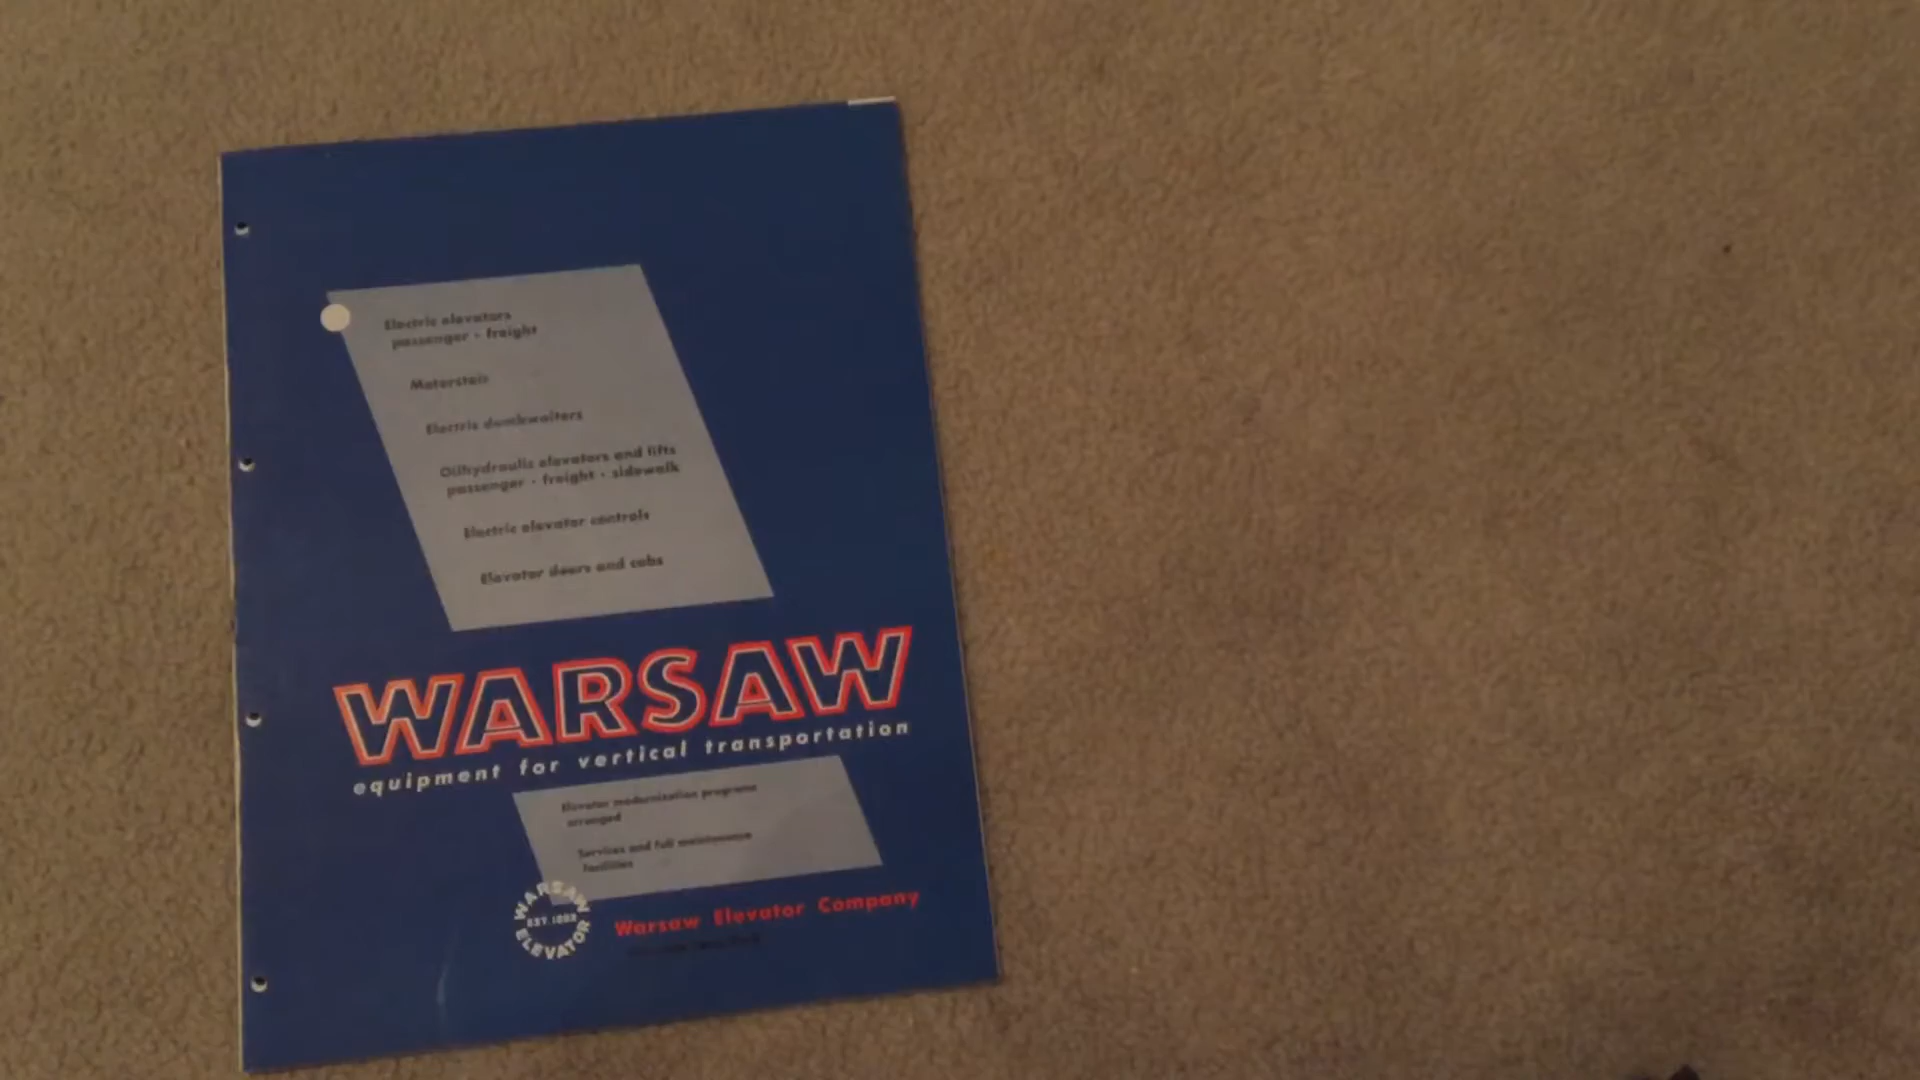 Electric elevators
passenger - freight
Motorstair
Electric dumbwaiters
Oilhydraulic elevators and lifts
passenger - freight - sidewalk
Electric elevator controls
Elevator doors and cabs
WARSAW
equipment for vertical transportation
Elevator modernization programs
arranged
Services and full maintenance
facilities
WARSAW
EST.
ELEVATOR
Warsaw Elevator Company